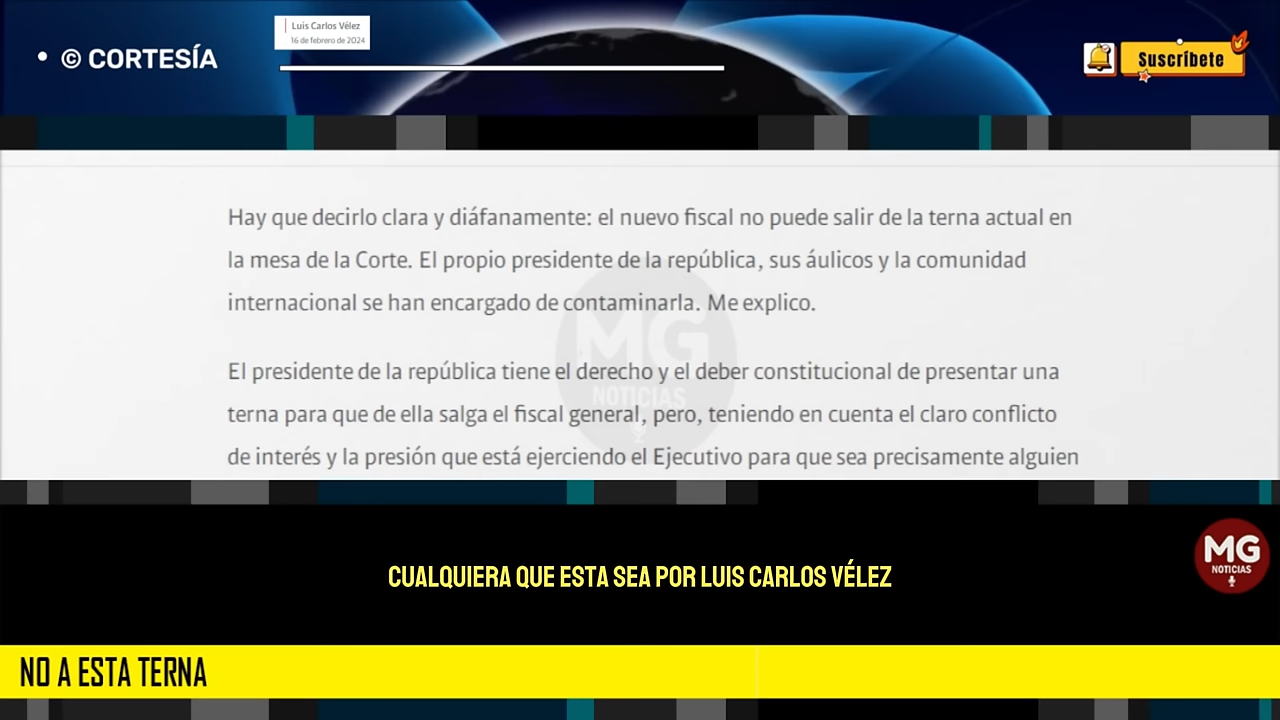 • © CORTESÍA
Luis Carlos Vélez
16 de febrero de 2024
Suscríbete
Hay que decirlo clara y diáfanamente: el nuevo fiscal no puede salir de la terna actual en
la mesa de la Corte. El propio presidente de la república, sus áulicos y la comunidad
internacional se han encargado de contaminarla. Me explico.
El presidente de la república tiene el derecho y el deber constitucional de presentar una
terna para que de ella salga el fiscal general, pero, teniendo en cuenta el claro conflicto
de interés y la presión que está ejerciendo el Ejecutivo para que sea precisamente alguien
MG
NOTICIAS
CUALQUIERA QUE ESTA SEA POR LUIS CARLOS VÉLEZ
MG
NOTICIAS
NO A ESTA TERNA